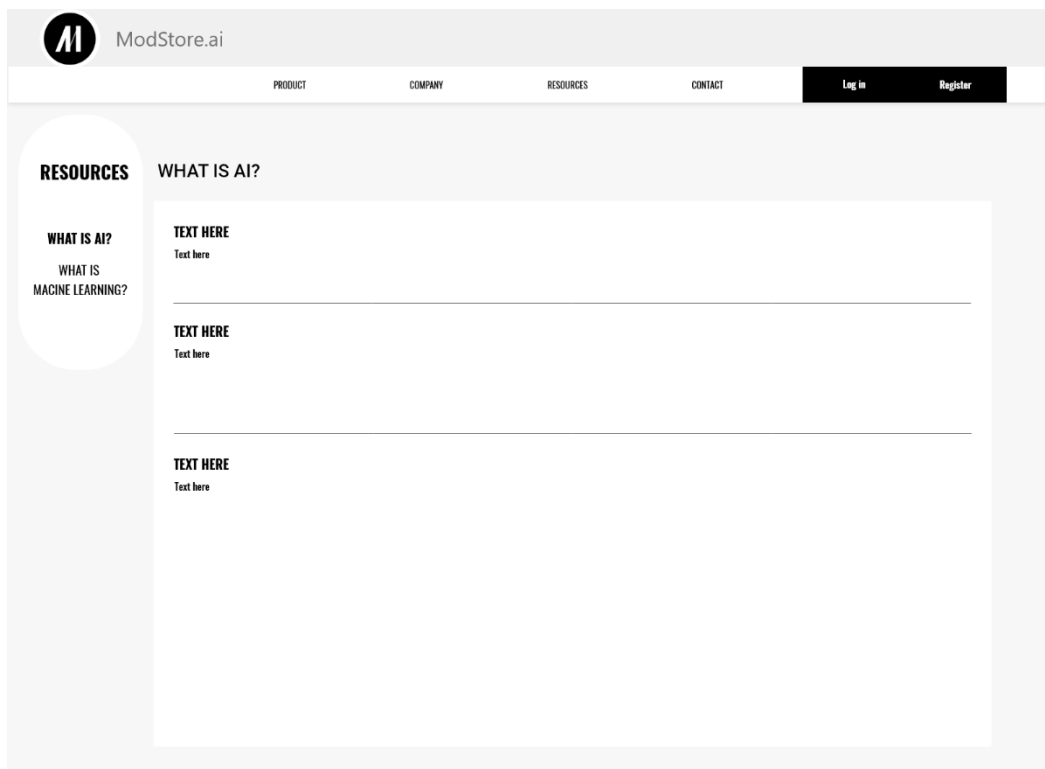 ModStore.ai
PRODUCT COMPANY RESOURCES CONTACT Log in Register
RESOURCES
WHAT IS AI?
WHAT IS
MACINE LEARNING?
WHAT IS AI?
TEXT HERE
Text here
TEXT HERE
Text here
TEXT HERE
Text here